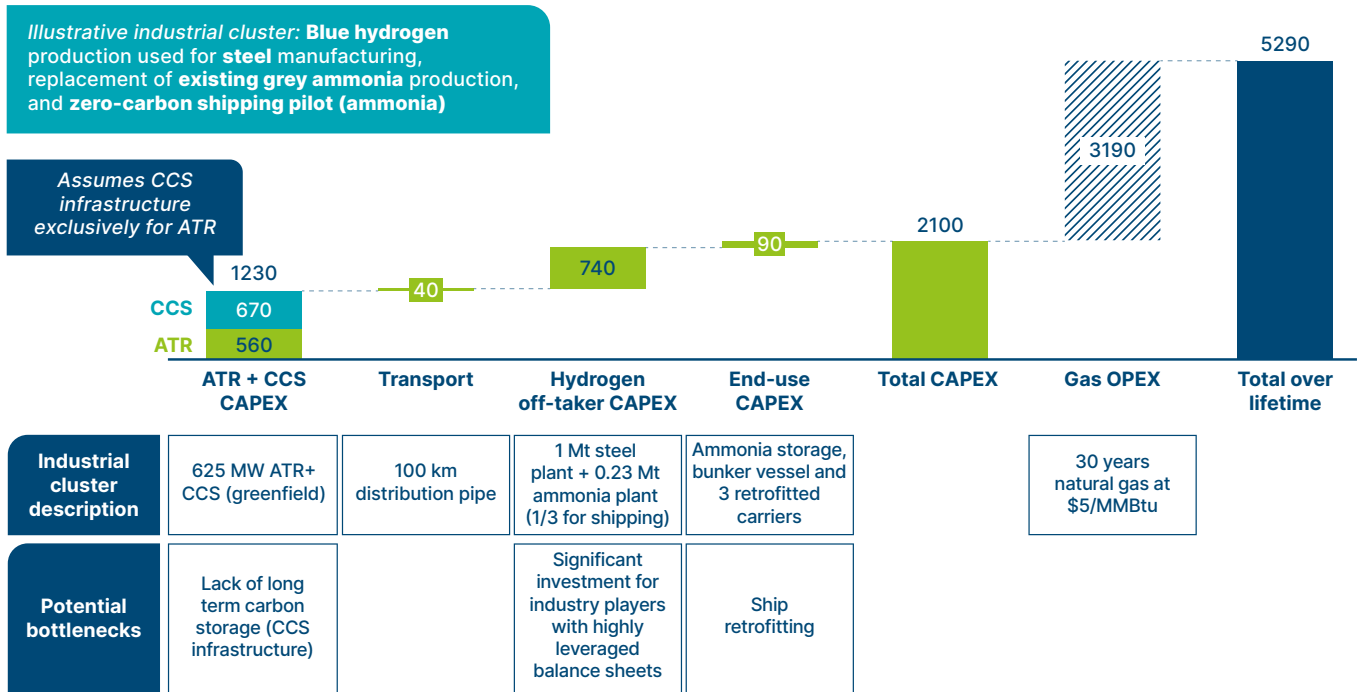 Illustrative industrial cluster: Blue hydrogen
production used for steel manufacturing,
replacement of existing grey ammonia production,
and zero-carbon shipping pilot (ammonia)
Assumes CCS
infrastructure
exclusively for ATR
1230
CCS
670
ATR
560
40
740
90
2100
3190
5290
ATR + CCS
CAPEX
Transport
Hydrogen
off-taker CAPEX
End-use
CAPEX
Total CAPEX
Gas OPEX
Total over
lifetime
Industrial
cluster
description
625 MW ATR+
CCS (greenfield)
100 km
distribution pipe
1 Mt steel
plant + 0.23 Mt
ammonia plant
(1/3 for shipping)
Ammonia storage,
bunker vessel and
3 retrofitted
carriers
30 years
natural gas at
$5/MMBtu
Potential
bottlenecks
Lack of long
term carbon
storage (CCS
infrastructure)
Significant
investment for
industry players
with highly
leveraged
balance sheets
Ship
retrofitting